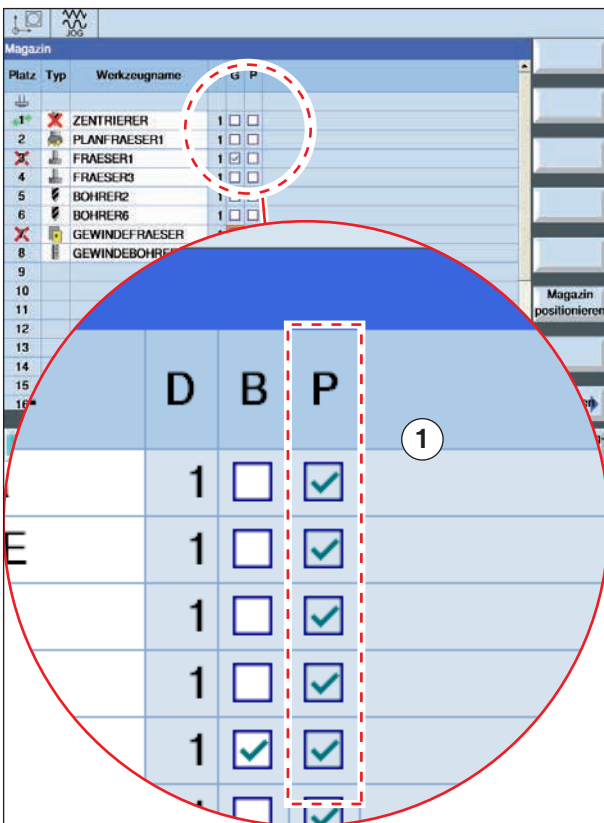 JOG
Magazin
Platz Typ Werkzeugname G P
1 ZENTRIERER 1
2 PLANFRAESER1 1
3 FRAESER1 1
4 FRAESER3 1
5 BOHRER2 1
6 BOHRER6 1
GEWINDEFRAESER
8
9
10
11
12
13
14
15
16
Magazin
positionieren
D B P
1
1
E 1
1
1
1